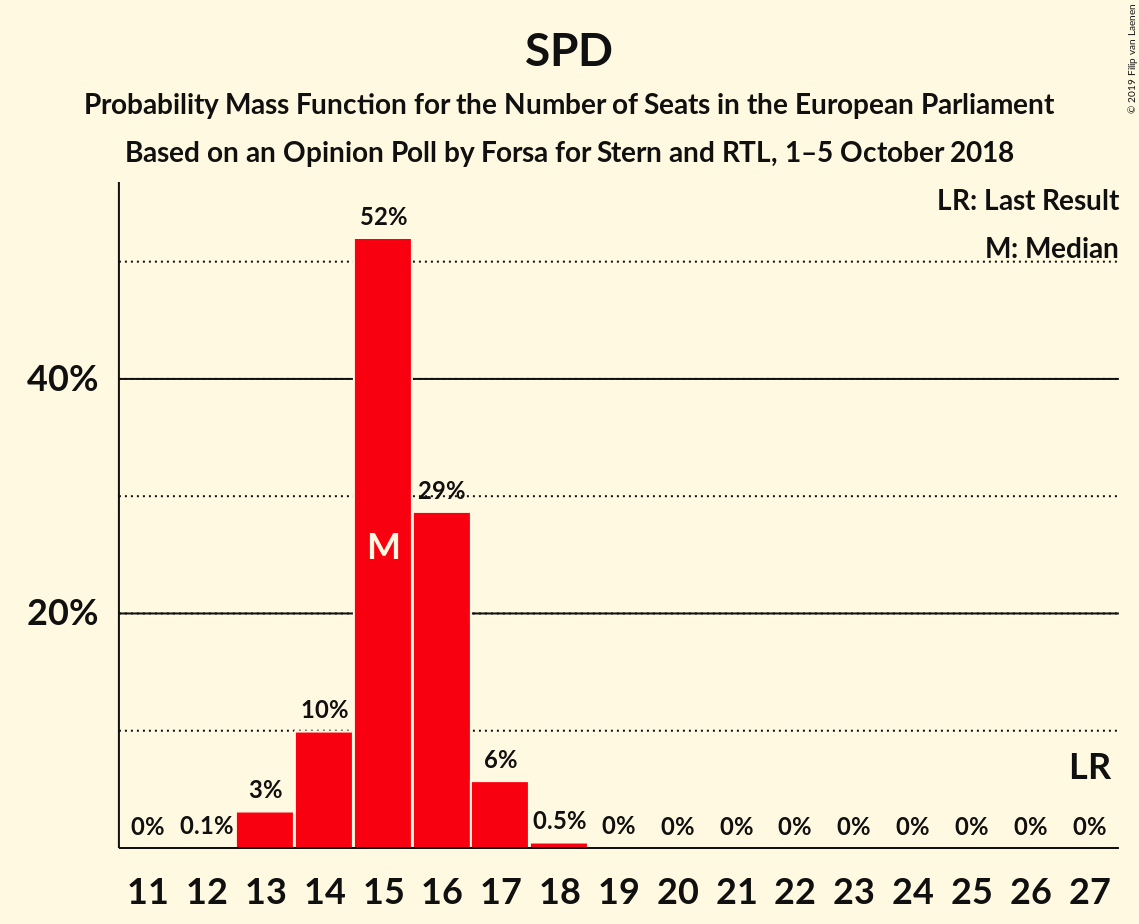 SPD
Probability Mass Function for the Number of Seats in the European Parliament
Based on an Opinion Poll by Forsa for Stern and RTL, 1–5 October 2018
© 2019 Filip van Laenen
LR: Last Result
M: Median
40%
20%
0% 0.1% 3% 10% 52% 29% 6% 0.5% 0% 0% 0% 0% 0% 0% 0% 0% 0%
M
LR
11 12 13 14 15 16 17 18 19 20 21 22 23 24 25 26 27